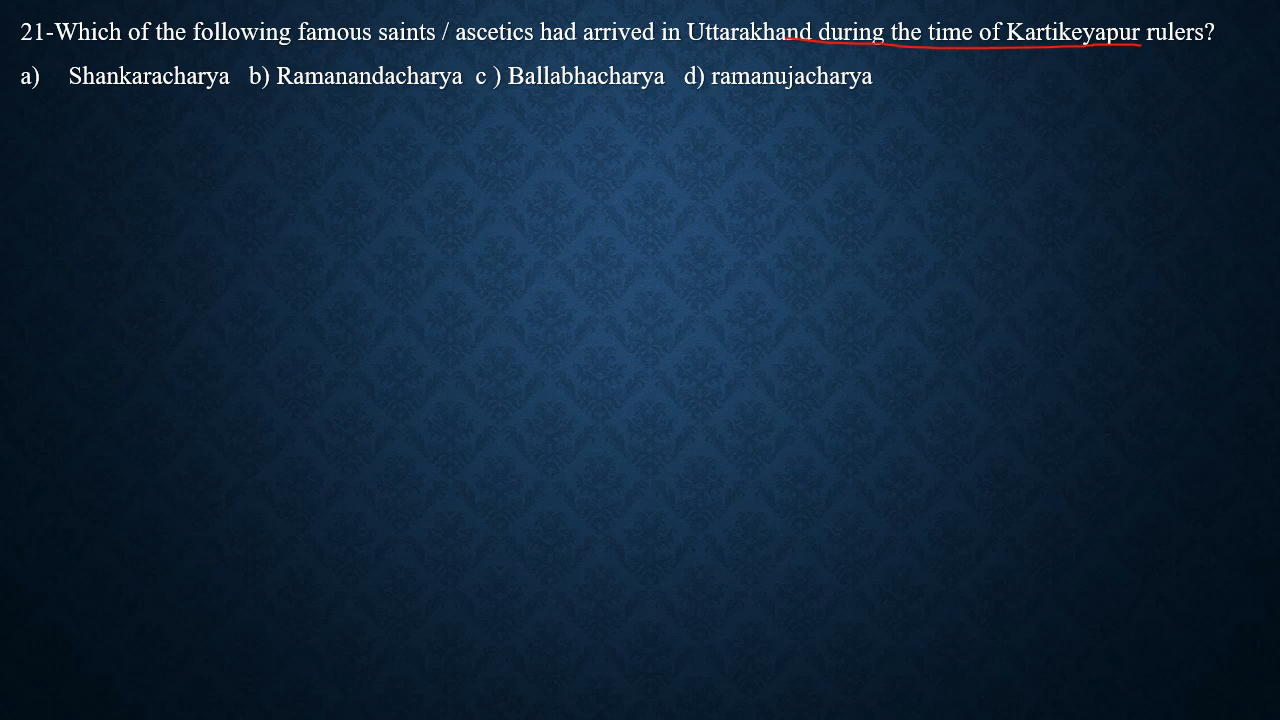 21-Which of the following famous saints / ascetics had arrived in Uttarakhand during the time of Kartikeyapur rulers?
a) Shankaracharya b) Ramanandacharya c ) Ballabhacharya d) ramanujacharya